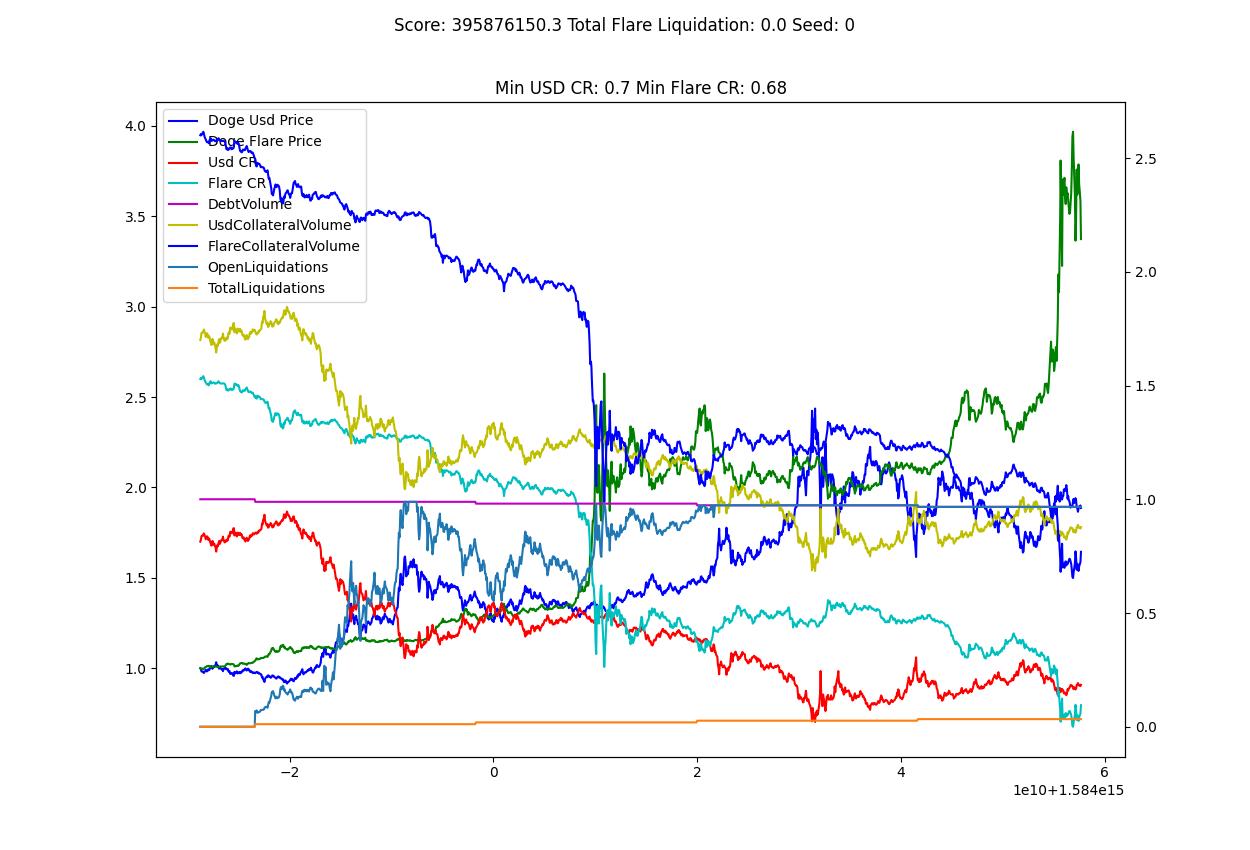 Score: 395876150.3 Total Flare Liquidation: 0.0 Seed: 0
Min USD CR: 0.7 Min Flare CR: 0.68
Doge Usd Price
Doge Flare Price
Usd CR
Flare CR
DebtVolume
UsdCollateralVolume
FlareCollateralVolume
OpenLiquidations
TotalLiquidations
4.0
3.5
3.0
2.5
2.0
1.5
1.0
2.5
2.0
1.5
1.0
0.5
0.0
−2 0 2 4 6
1e10+1.584e15